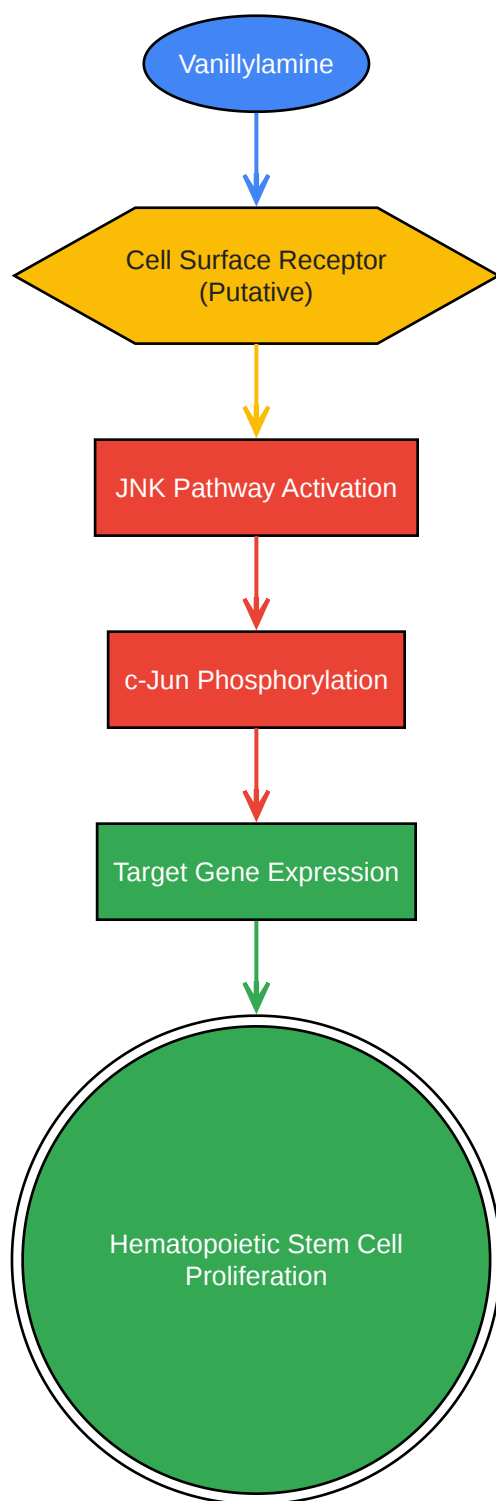 Vanillylamine
Cell Surface Receptor
(Putative)
JNK Pathway Activation
c-Jun Phosphorylation
Target Gene Expression
Hematopoietic Stem Cell
Proliferation